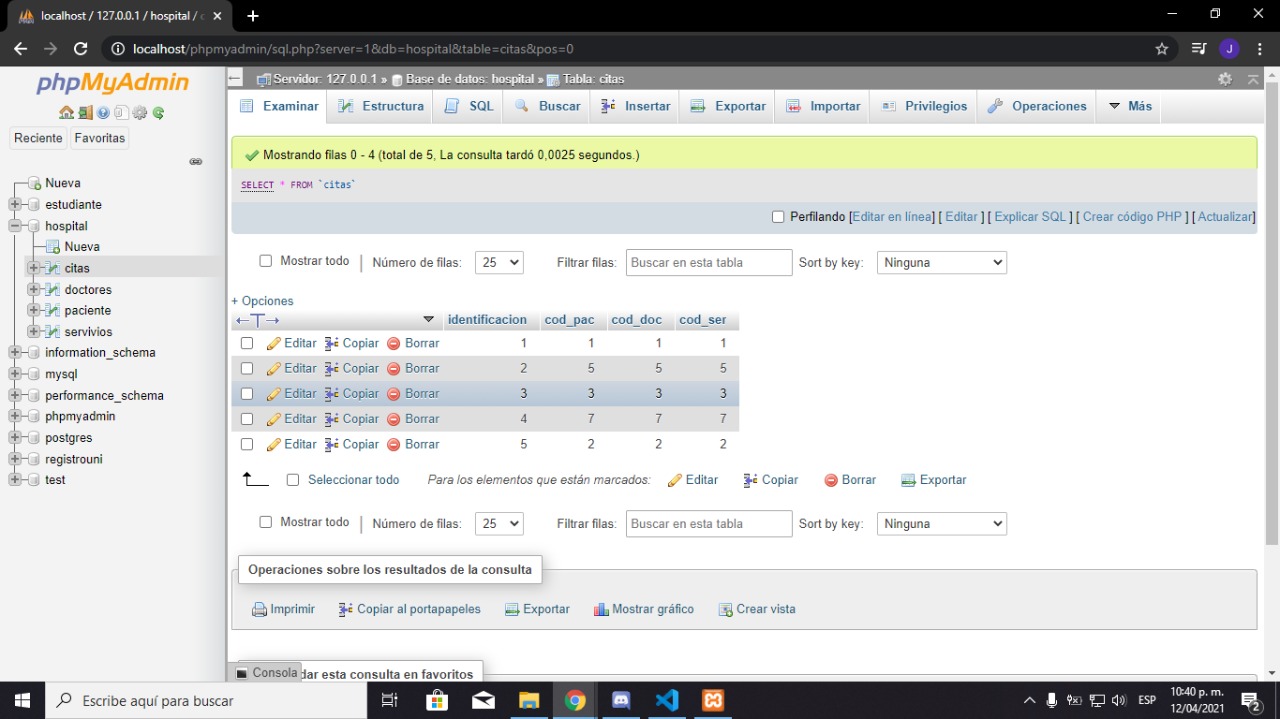 localhost / 127.0.0.1 / hospital / c
localhost/phpmyadmin/sql.php?server=1&db=hospital&table=citas&pos=0
J
phpMyAdmin
Reciente
Favoritas
Nueva
estudiante
hospital
Nueva
citas
doctores
paciente
servivios
information_schema
mysql
performance_schema
phpmyadmin
postgres
registrouni
test
Servidor: 127.0.0.1 » Base de datos: hospital » Tabla: citas
Examinar Estructura SQL Buscar Insertar Exportar Importar Privilegios Operaciones Más
Mostrando filas 0 - 4 (total de 5, La consulta tardó 0,0025 segundos.)
SELECT * FROM `citas`
Perfilando [Editar en línea] [ Editar ] [ Explicar SQL ] [ Crear código PHP ] [ Actualizar]
Mostrar todo | Número de filas: 25 Filtrar filas: Buscar en esta tabla Sort by key: Ninguna
+ Opciones
←T→ identificacion cod_pac cod_doc cod_ser
Editar Copiar Borrar 1 1 1 1
Editar Copiar Borrar 2 5 5 5
Editar Copiar Borrar 3 3 3 3
Editar Copiar Borrar 4 7 7 7
Editar Copiar Borrar 5 2 2 2
Seleccionar todo Para los elementos que están marcados: Editar Copiar Borrar Exportar
Mostrar todo | Número de filas: 25 Filtrar filas: Buscar en esta tabla Sort by key: Ninguna
Operaciones sobre los resultados de la consulta
Imprimir Copiar al portapapeles Exportar Mostrar gráfico Crear vista
Consola
dar esta consulta en favoritos
Escribe aquí para buscar
ESP
10:40 p. m.
12/04/2021
2